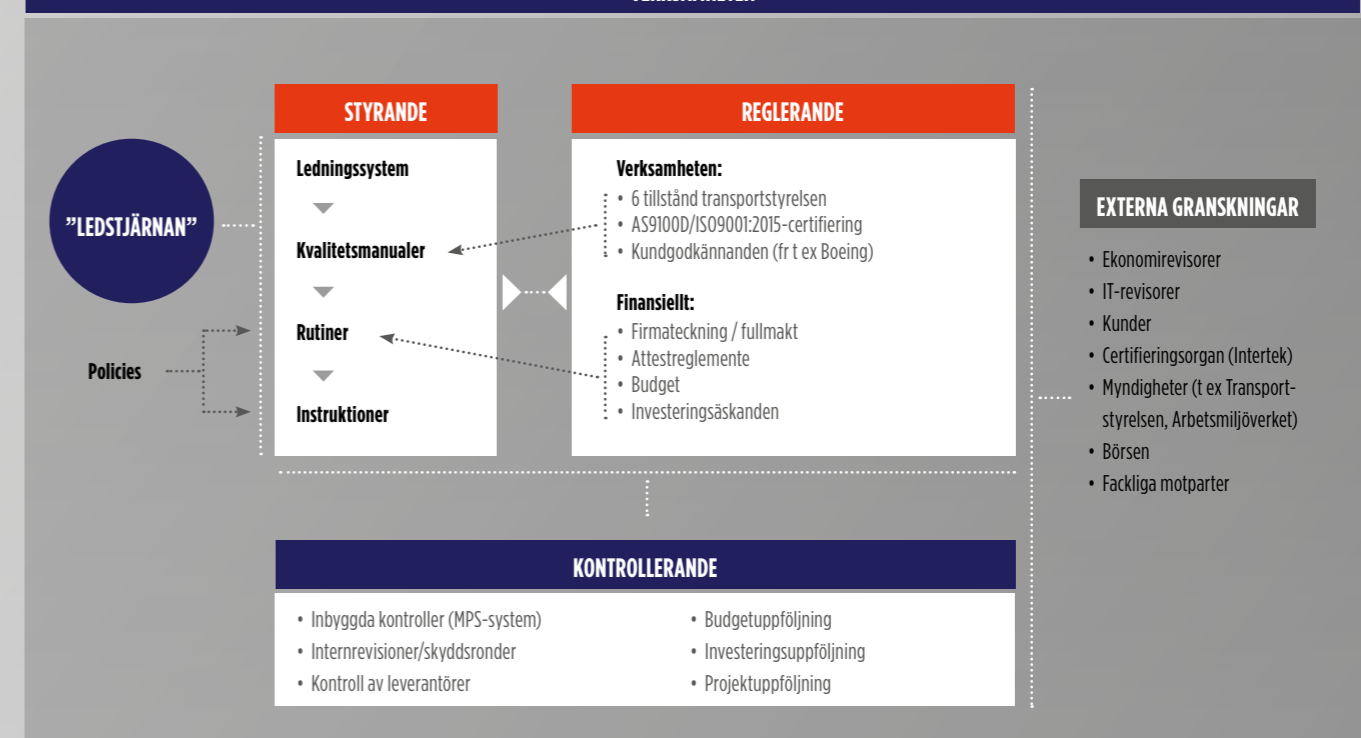 "LEDSTJÄRNAN"
Policies
STYRANDE
Ledningssystem
Kvalitetsmanualer
Rutiner
Instruktioner
REGLERANDE
Verksamheten:
• 6 tillstånd transportstyrelsen
• AS9100D/ISO9001:2015-certifiering
• Kundgodkännanden (fr t ex Boeing)
Finansiellt:
• Firmateckning / fullmakt
• Attestreglemente
• Budget
• Investeringsäskanden
EXTERNA GRANSKNINGAR
• Ekonomirevisorer
• IT-revisorer
• Kunder
• Certifieringsorgan (Intertek)
• Myndigheter (t ex Transport-
styrelsen, Arbetsmiljöverket)
• Börsen
• Fackliga motparter
KONTROLLERANDE
• Inbyggda kontroller (MPS-system)
• Internrevisioner/skyddsronder
• Kontroll av leverantörer
• Budgetuppföljning
• Investeringsuppföljning
• Projektuppföljning